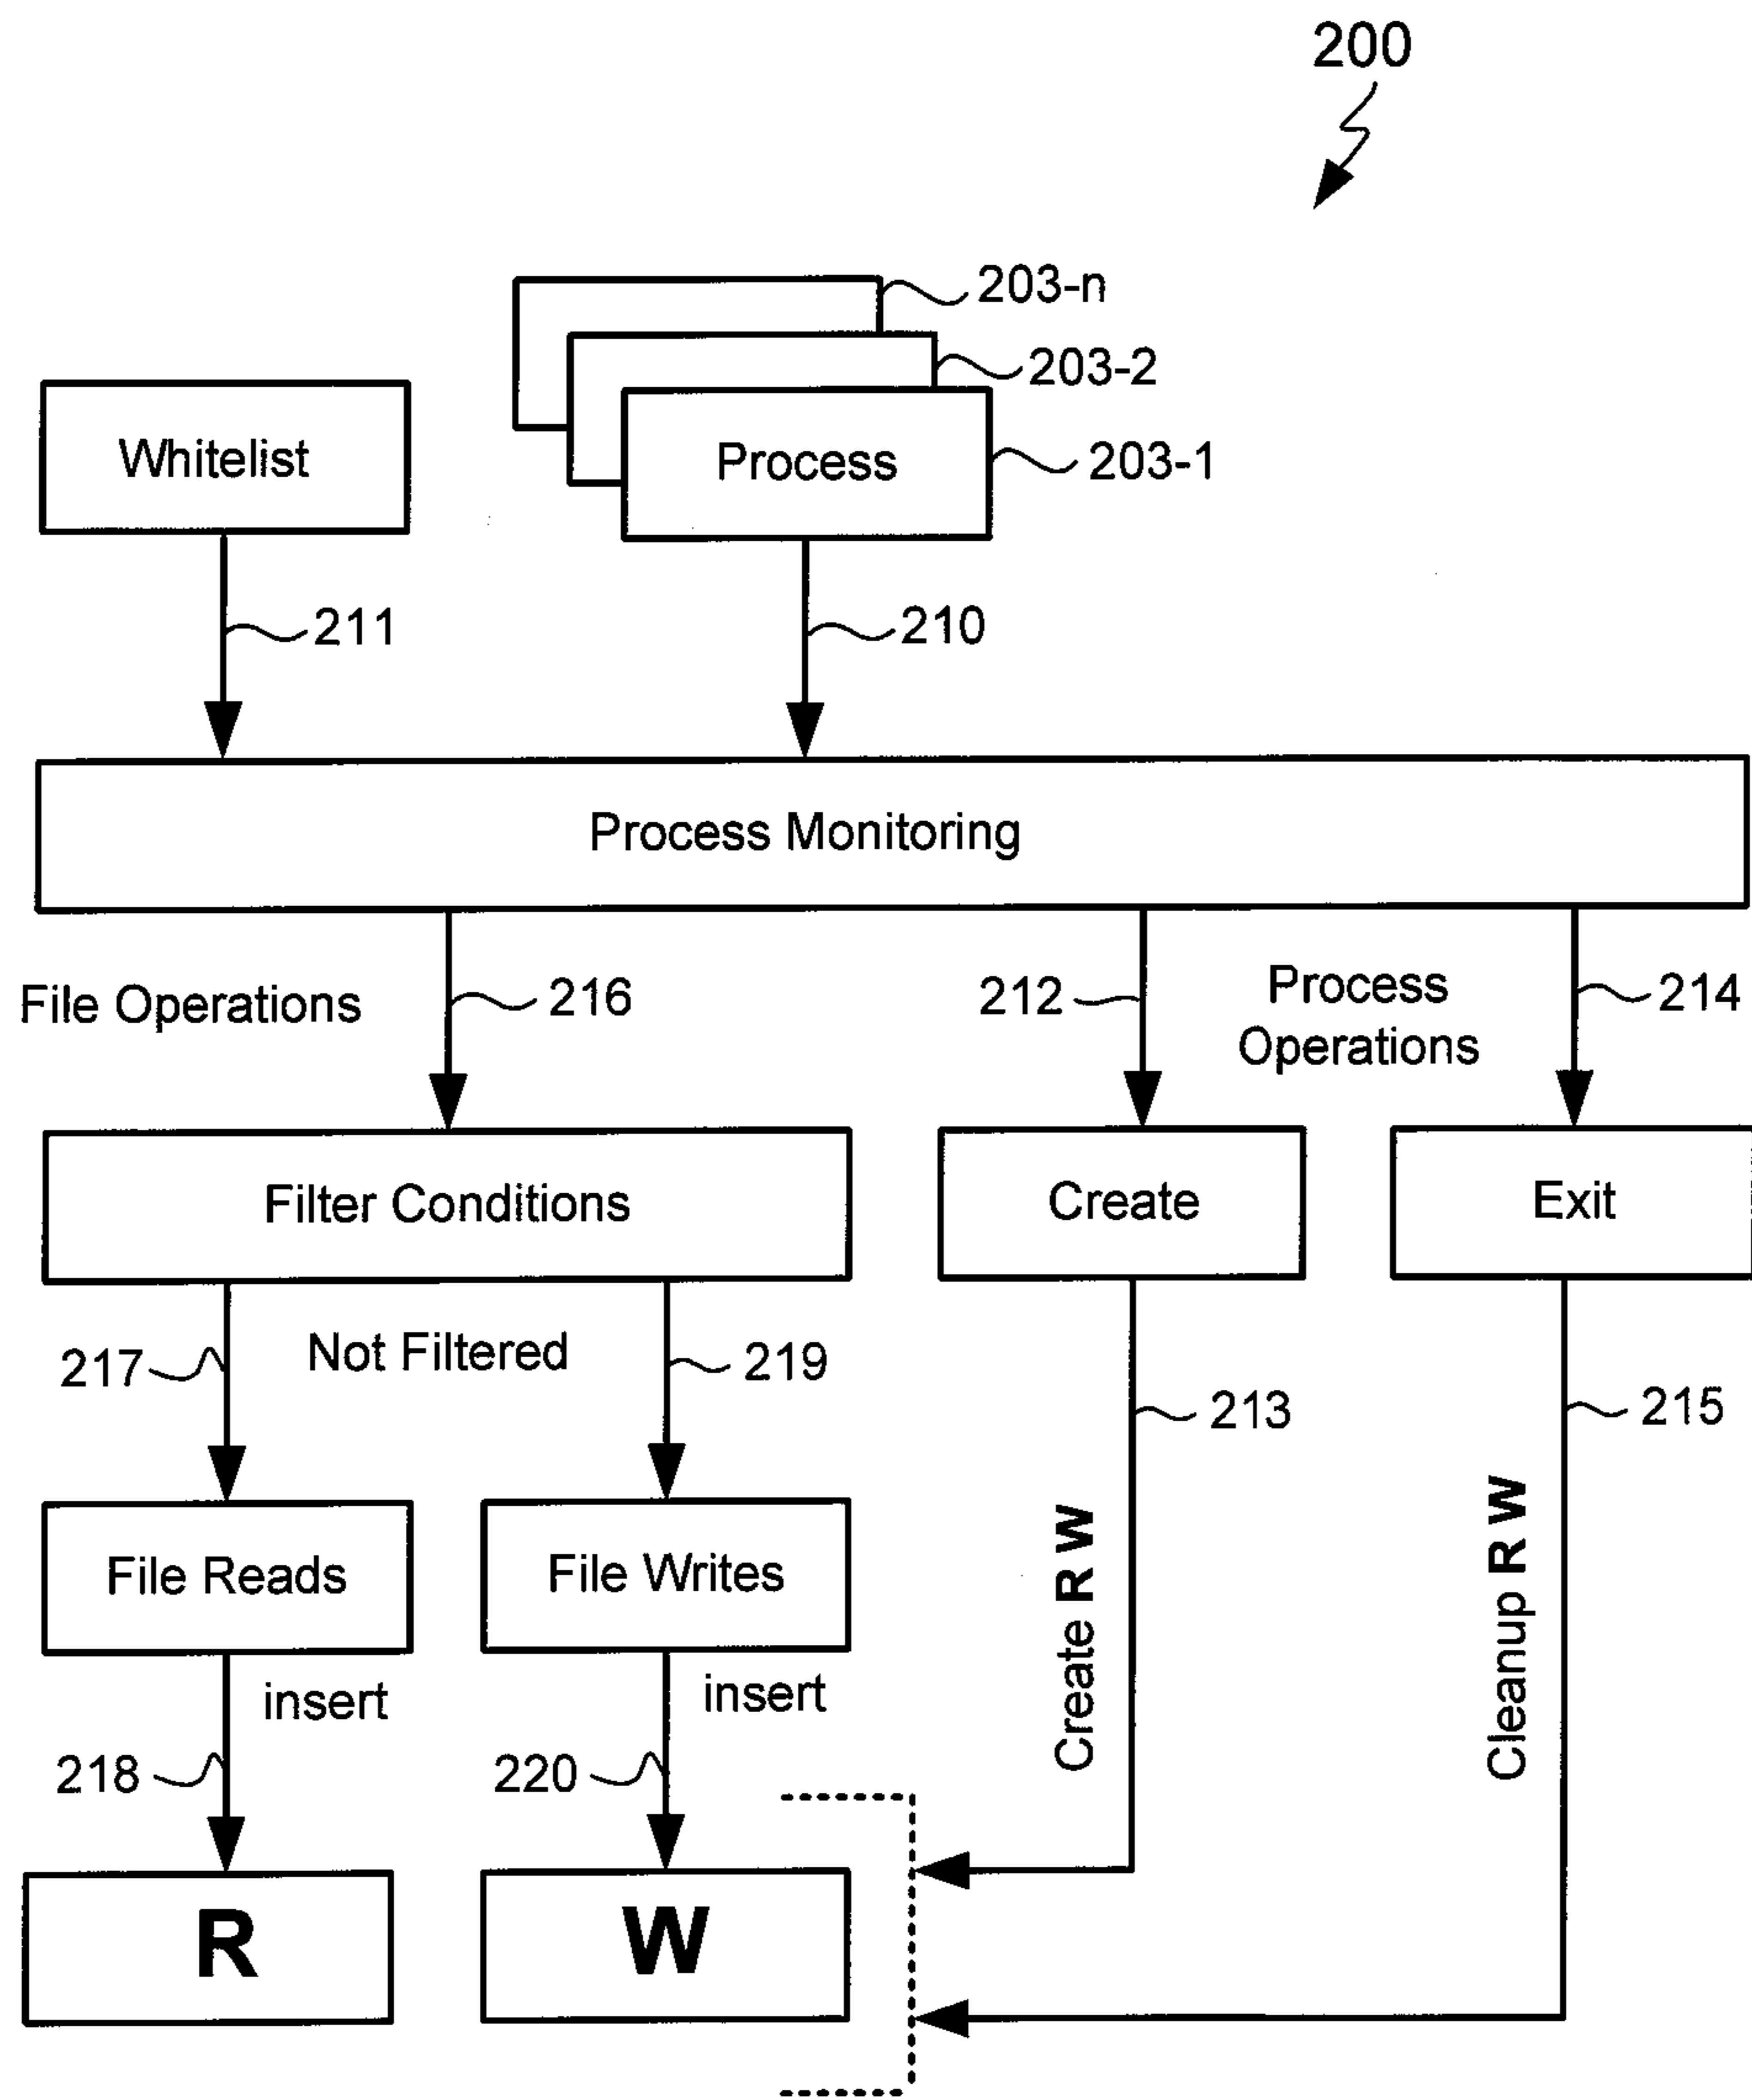 200
203-n
203-2
Whitelist
Process
203-1
211
210
Process Monitoring
File Operations
216
212
Process
Operations
214
Filter Conditions
Create
Exit
217
Not Filtered
219
213
215
File Reads
File Writes
Create R W
Cleanup R W
insert
insert
218
220
R
W